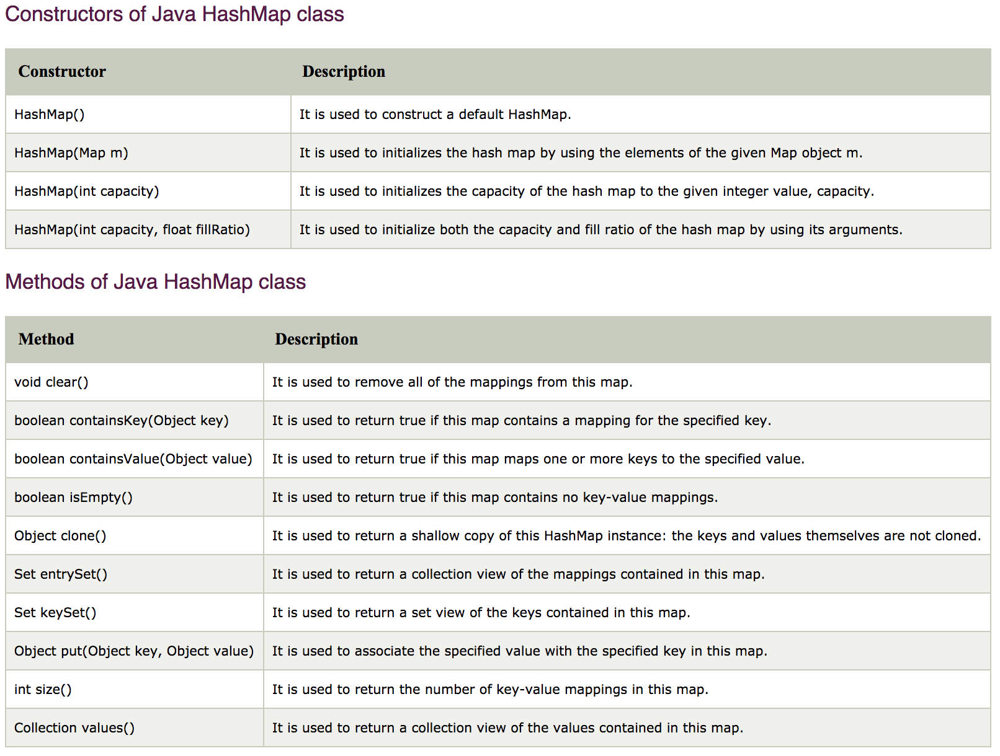 Constructors of Java HashMap class
Constructor Description
HashMap() It is used to construct a default HashMap.
HashMap(Map m) It is used to initializes the hash map by using the elements of the given Map object m.
HashMap(int capacity) It is used to initializes the capacity of the hash map to the given integer value, capacity.
HashMap(int capacity, float fillRatio) It is used to initialize both the capacity and fill ratio of the hash map by using its arguments.
Methods of Java HashMap class
Method Description
void clear() It is used to remove all of the mappings from this map.
boolean containsKey(Object key) It is used to return true if this map contains a mapping for the specified key.
boolean containsValue(Object value) It is used to return true if this map maps one or more keys to the specified value.
boolean isEmpty() It is used to return true if this map contains no key-value mappings.
Object clone() It is used to return a shallow copy of this HashMap instance: the keys and values themselves are not cloned.
Set entrySet() It is used to return a collection view of the mappings contained in this map.
Set keySet() It is used to return a set view of the keys contained in this map.
Object put(Object key, Object value) It is used to associate the specified value with the specified key in this map.
int size() It is used to return the number of key-value mappings in this map.
Collection values() It is used to return a collection view of the values contained in this map.